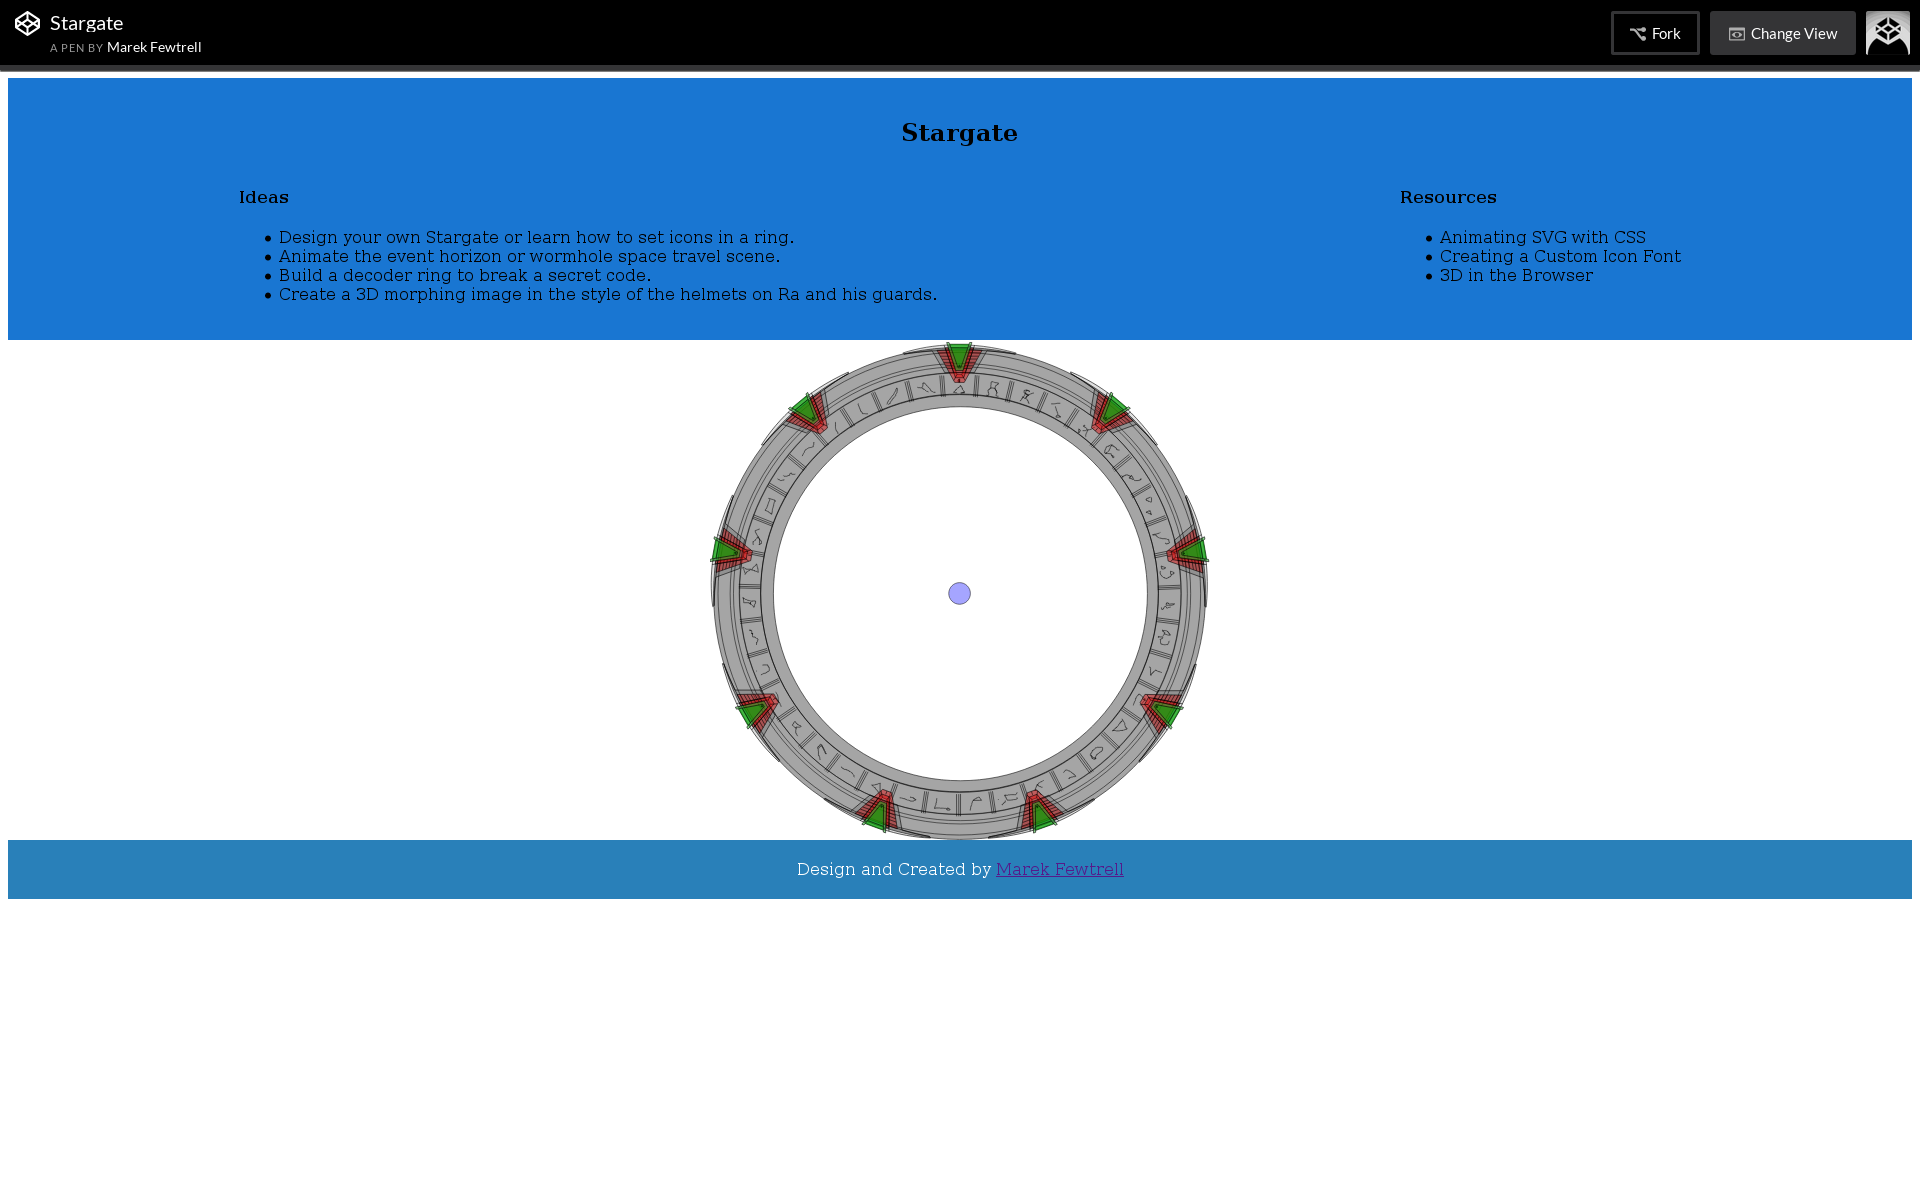 Stargate
A PEN BY Marek Fewtrell
Fork
Change View
Stargate
Ideas
• Design your own Stargate or learn how to set icons in a ring.
• Animate the event horizon or wormhole space travel scene.
• Build a decoder ring to break a secret code.
• Create a 3D morphing image in the style of the helmets on Ra and his guards.
Resources
• Animating SVG with CSS
• Creating a Custom Icon Font
• 3D in the Browser
Design and Created by Marek Fewtrell